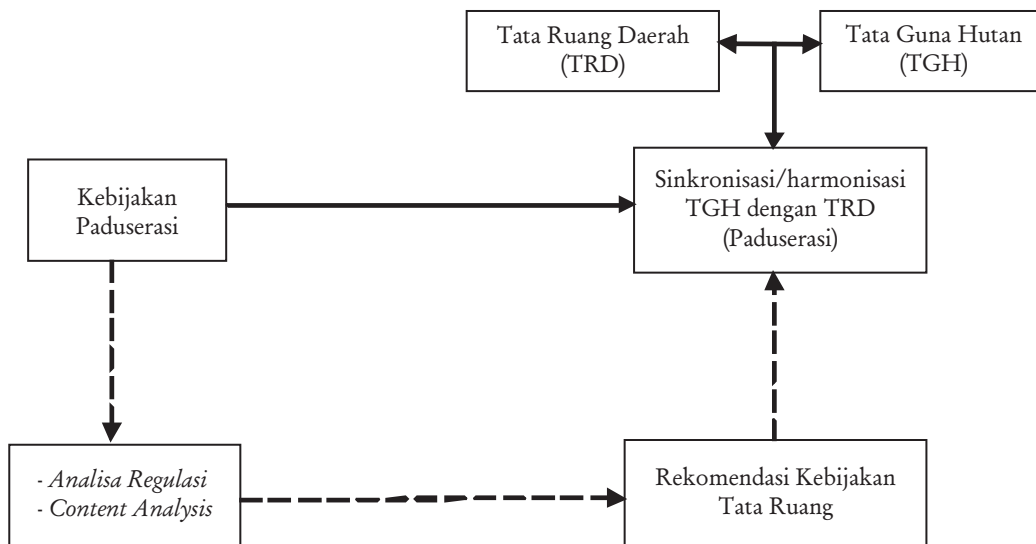 Tata Ruang Daerah
(TRD)
Tata Guna Hutan
(TGH)
Kebijakan
Paduserasi
Sinkronisasi/harmonisasi
TGH dengan TRD
(Paduserasi)
- Analisa Regulasi
- Content Analysis
Rekomendasi Kebijakan
Tata Ruang